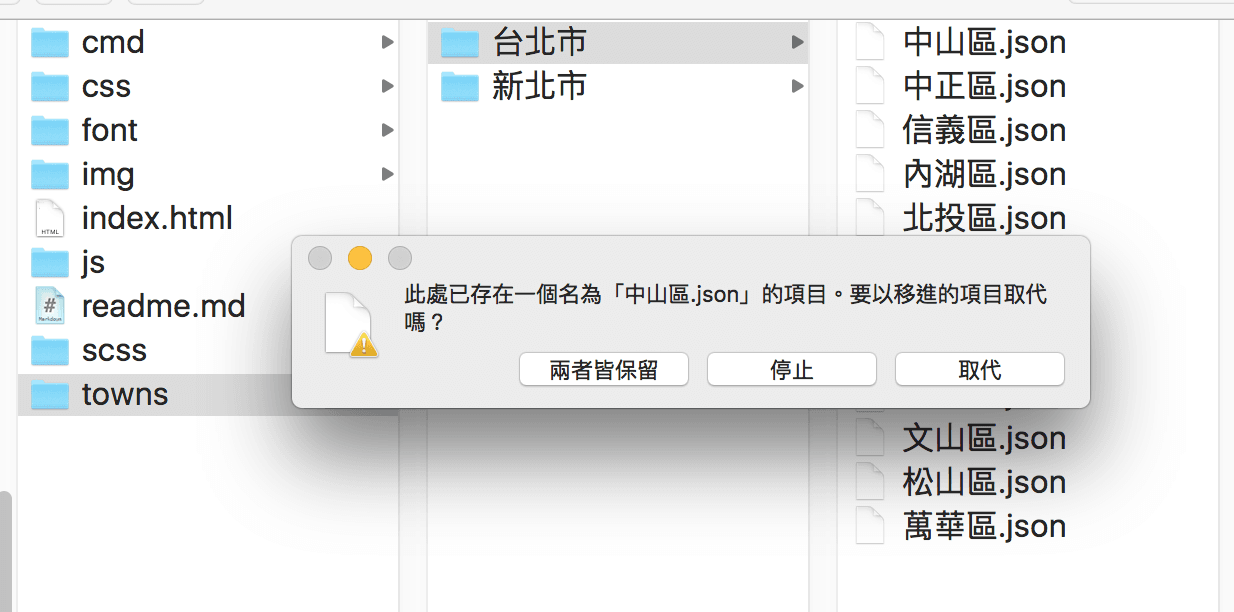 cmd
css
font
img
index.html
js
readme.md
scss
towns
台北市
新北市
中山區.json
中正區.json
信義區.json
內湖區.json
北投區.json
文山區.json
松山區.json
萬華區.json
此處已存在一個名為「中山區.json」的項目。要以移進的項目取代
嗎？
兩者皆保留
停止
取代
HTML
#
Markdown